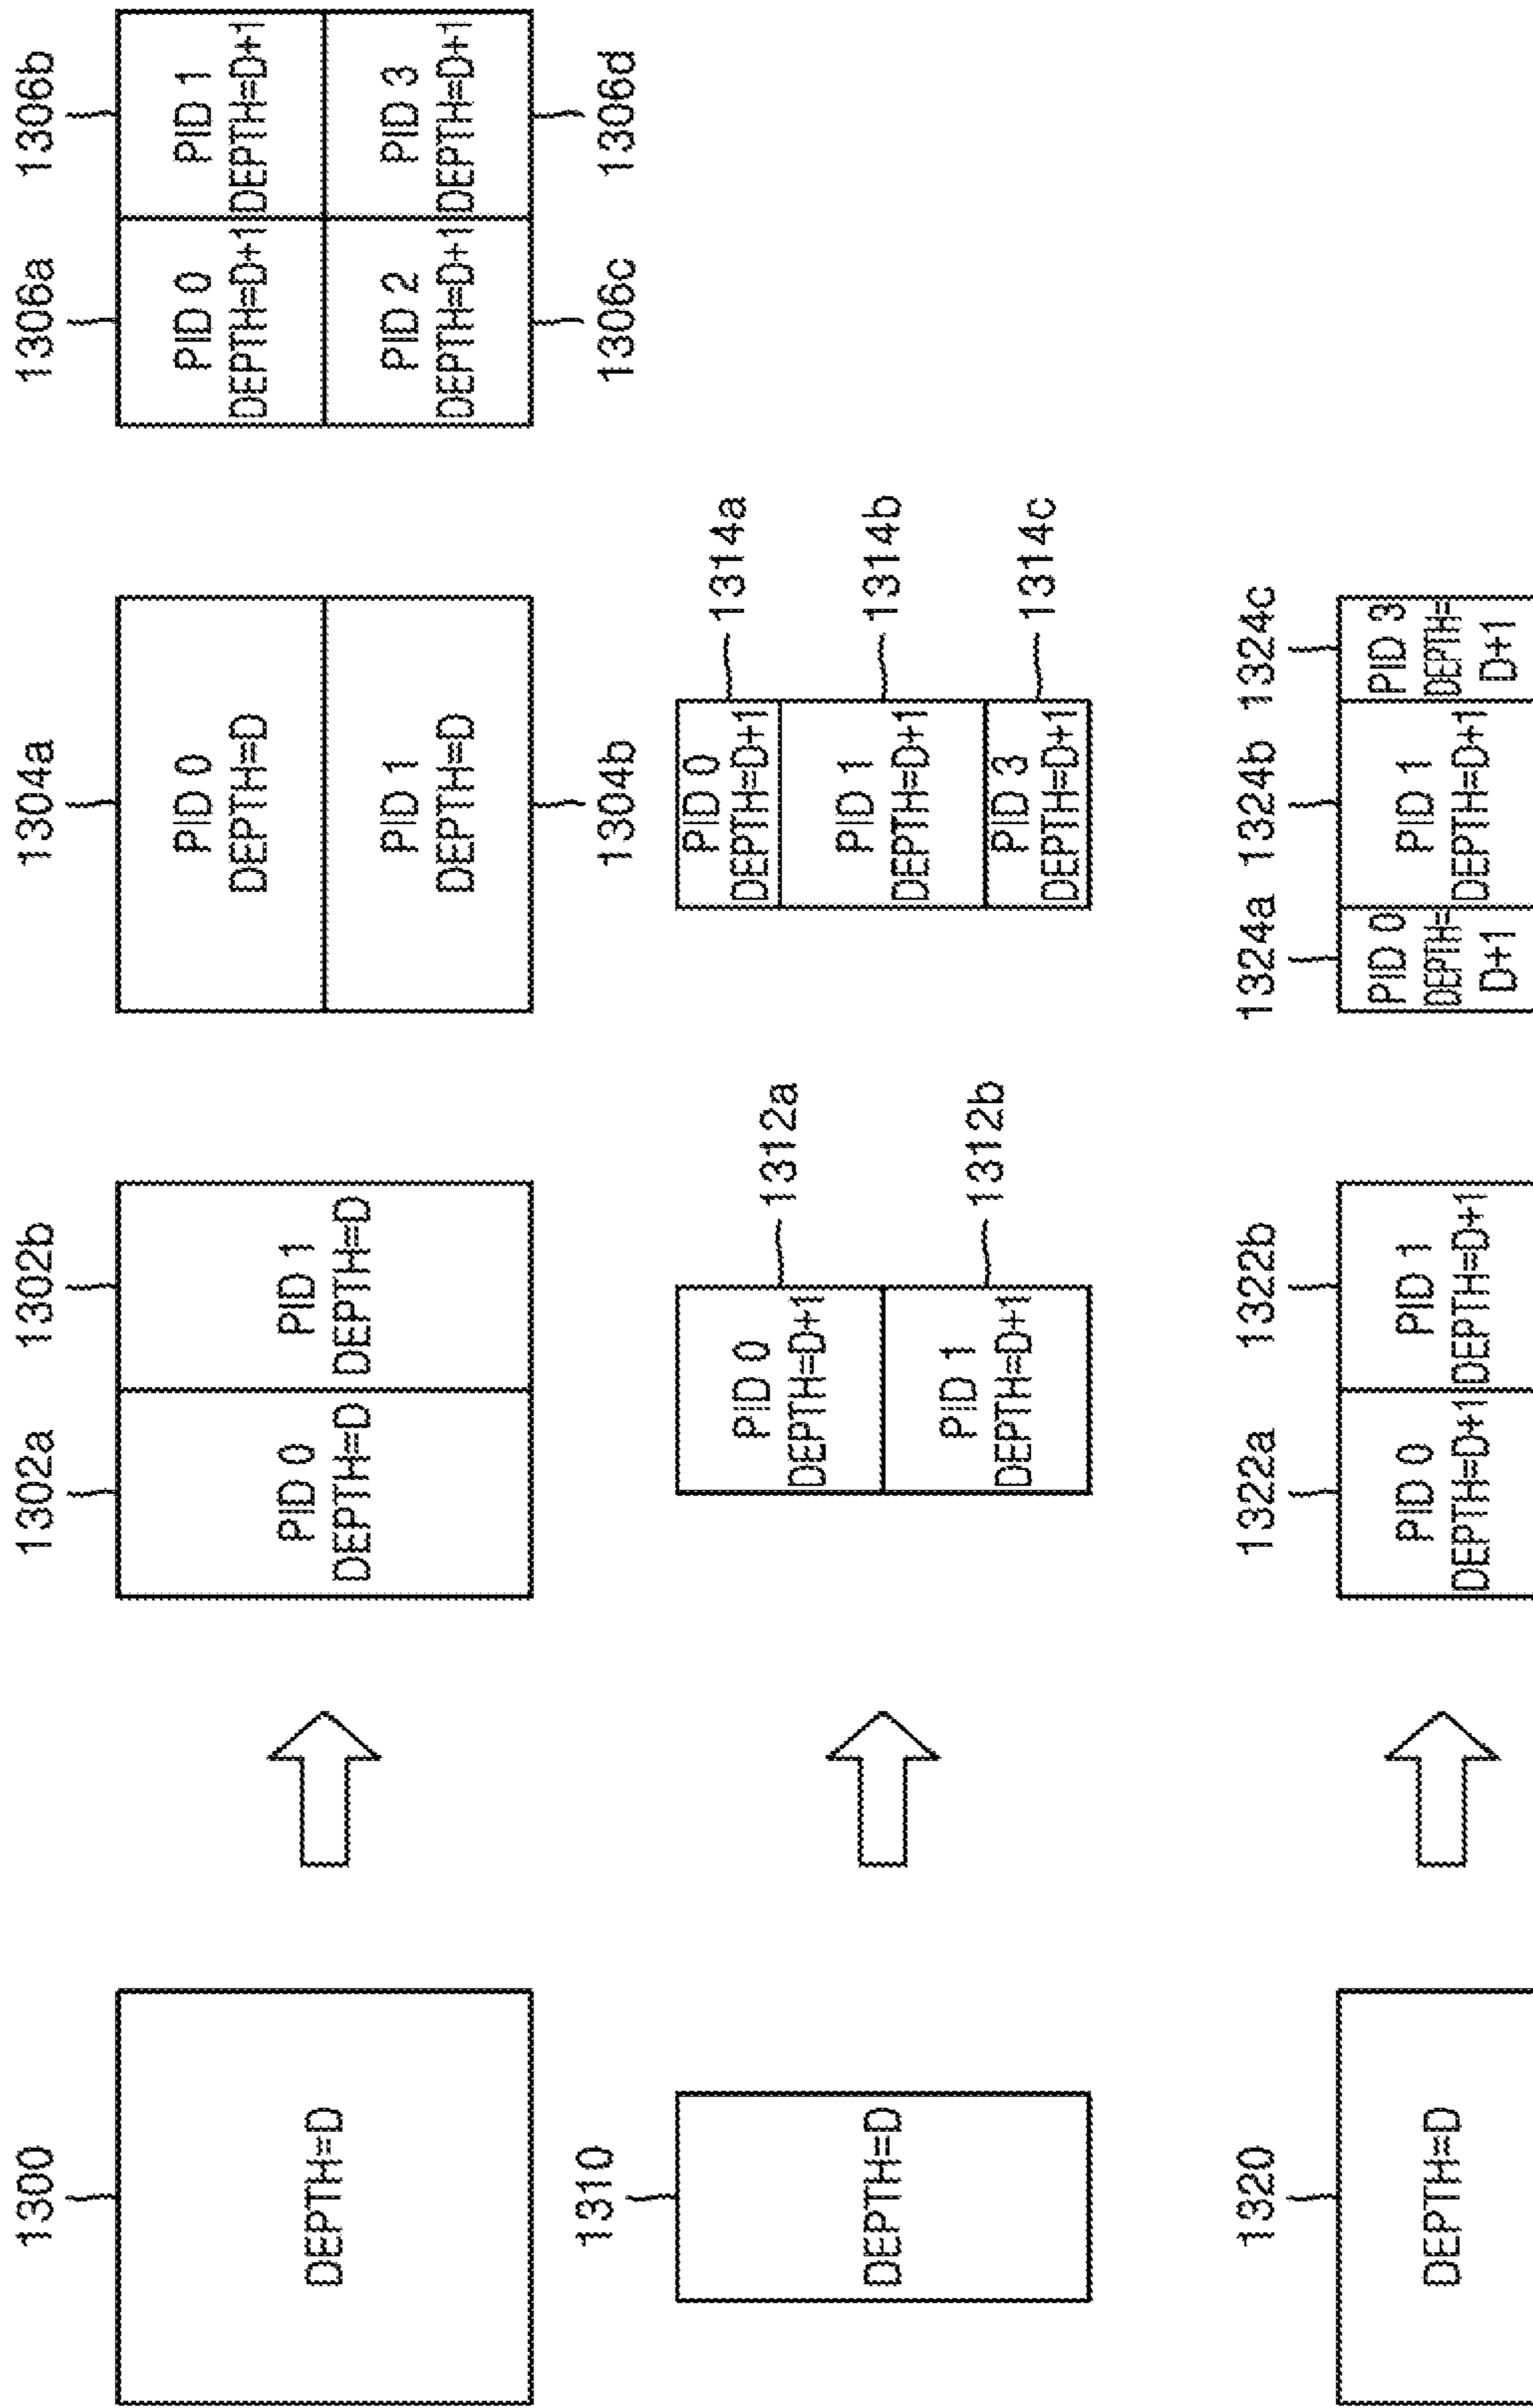 1300
DEPTH=D
1302a
1302b
PID 0
DEPTH=D
PID 1
DEPTH=D
1304a
PID 0
DEPTH=D
PID 1
DEPTH=D
1304b
1306a
1306b
PID 0
DEPTH=D+1
PID 1
DEPTH=D+1
PID 2
DEPTH=D+1
PID 3
DEPTH=D+1
1306c
1306d
1310
DEPTH=D
PID 0
DEPTH=D+1
1312a
PID 1
DEPTH=D+1
1312b
PID 0
DEPTH=D+1
1314a
PID 1
DEPTH=D+1
1314b
PID 3
DEPTH=D+1
1314c
1320
DEPTH=D
1322a
1322b
PID 0
DEPTH=D+1
PID 1
DEPTH=D+1
1324a
1324b
1324c
PID 0
DEPTH=
D+1
PID 1
DEPTH=D+1
PID 3
DEPTH=
D+1